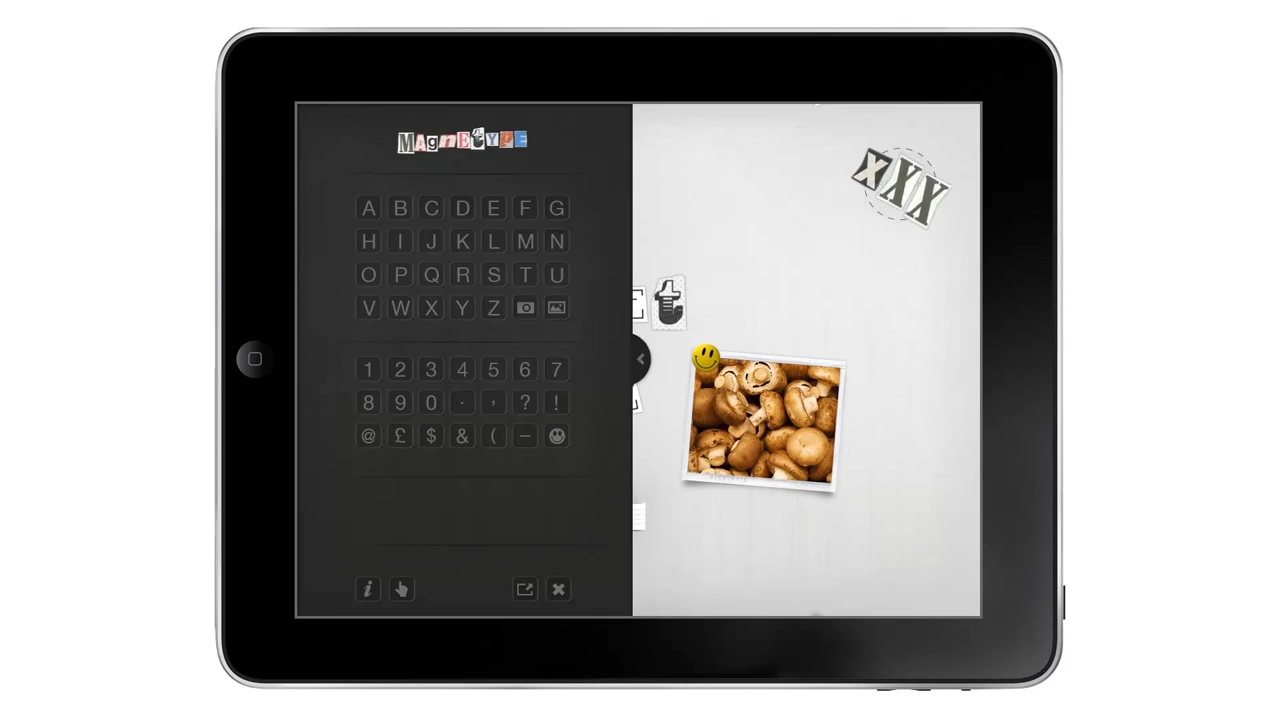 MagnEtYPE
xXX
A B C D E F G
H I J K L M N
O P Q R S T U
V W X Y Z
t
1 2 3 4 5 6 7
8 9 0 . , ? !
@ £ $ & ( –
i